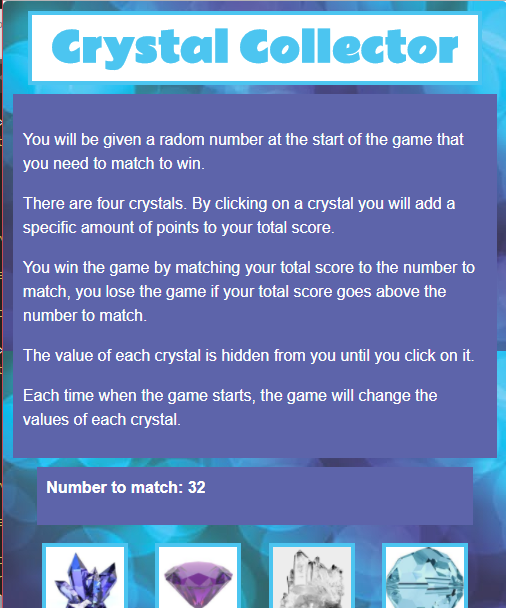 Crystal Collector
You will be given a radom number at the start of the game that
you need to match to win.
There are four crystals. By clicking on a crystal you will add a
specific amount of points to your total score.
You win the game by matching your total score to the number to
match, you lose the game if your total score goes above the
number to match.
The value of each crystal is hidden from you until you click on it.
Each time when the game starts, the game will change the
values of each crystal.
Number to match: 32